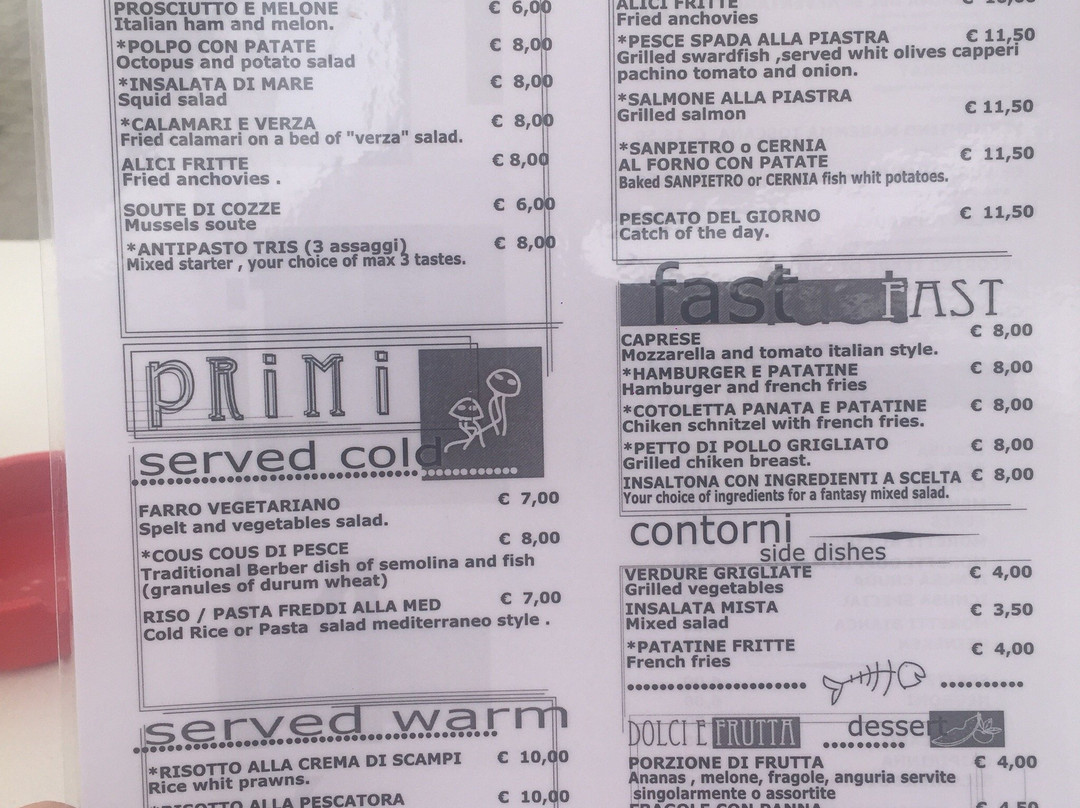 PROSCIUTTO E MELONE € 6,00
Italian ham and melon.
*POLPO CON PATATE € 8,00
Octopus and potato salad
*INSALATA DI MARE € 8,00
Squid salad
*CALAMARI E VERZA € 8,00
Fried calamari on a bed of "verza" salad.
ALICI FRITTE € 8,00
Fried anchovies .
SOUTE DI COZZE € 6,00
Mussels soute
*ANTIPASTO TRIS (3 assaggi) € 8,00
Mixed starter , your choice of max 3 tastes.
PRiMi
served cold
FARRO VEGETARIANO € 7,00
Spelt and vegetables salad.
*COUS COUS DI PESCE € 8,00
Traditional Berber dish of semolina and fish
(granules of durum wheat)
RISO / PASTA FREDDI ALLA MED € 7,00
Cold Rice or Pasta salad mediterraneo style .
served warm
*RISOTTO ALLA CREMA DI SCAMPI € 10,00
Rice whit prawns.
*RISOTTO ALLA PESCATORA € 10,00
ALICI FRITTE
Fried anchovies
*PESCE SPADA ALLA PIASTRA € 11,50
Grilled swardfish ,served whit olives capperi
pachino tomato and onion.
*SALMONE ALLA PIASTRA
Grilled salmon € 11,50
*SANPIETRO o CERNIA
AL FORNO CON PATATE € 11,50
Baked SANPIETRO or CERNIA fish whit potatoes.
PESCATO DEL GIORNO € 11,50
Catch of the day.
fast FAST
CAPRESE € 8,00
Mozzarella and tomato italian style.
*HAMBURGER E PATATINE € 8,00
Hamburger and french fries
*COTOLETTA PANATA E PATATINE € 8,00
Chiken schnitzel with french fries.
*PETTO DI POLLO GRIGLIATO € 8,00
Grilled chiken breast.
INSALTONA CON INGREDIENTI A SCELTA € 8,00
Your choice of ingredients for a fantasy mixed salad.
contorni
side dishes
VERDURE GRIGLIATE € 4,00
Grilled vegetables
INSALATA MISTA € 3,50
Mixed salad
*PATATINE FRITTE € 4,00
French fries
DOLCI E FRUTTA dessert
PORZIONE DI FRUTTA € 4,00
Ananas , melone, fragole, anguria servite
singolarmente o assortite
FRAGOLE CON PANNA € 4,50